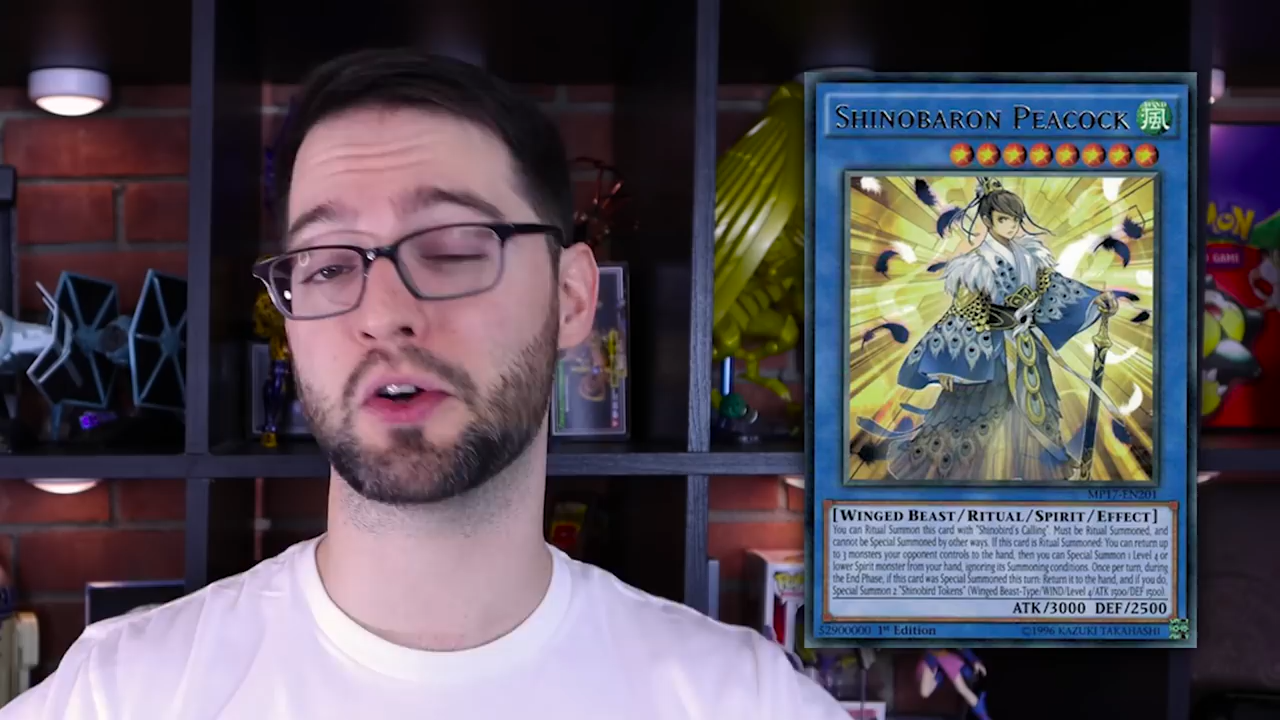 SHINOBARON PEACOCK
WIND
風
MP17-EN201
[WINGED BEAST/RITUAL/SPIRIT/EFFECT]
You can Ritual Summon this card with "Shinobird's Calling". Must be Ritual Summoned, and
cannot be Special Summoned by other ways. If this card is Ritual Summoned: You can return up
to 3 monsters your opponent controls to the hand, then you can Special Summon 1 Level 4 or
lower Spirit monster from your hand, ignoring its Summoning conditions. Once per turn, during
the End Phase, if this card was Special Summoned this turn: Return it to the hand, and if you do,
Special Summon 2 "Shinobird Tokens" (Winged Beast-Type/WIND/Level 4/ATK 1500/DEF 1500).
ATK/3000 DEF/2500
52900000 1st Edition
©1996 KAZUKI TAKAHASHI
GAME